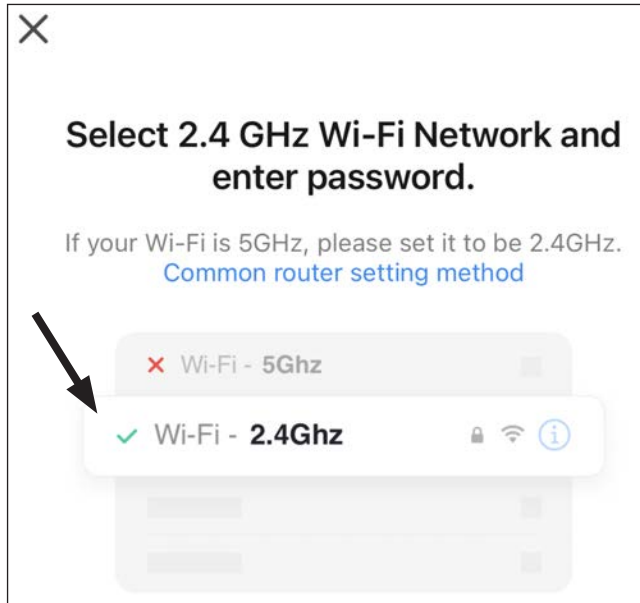 Select 2.4 GHz Wi-Fi Network and
enter password.
If your Wi-Fi is 5GHz, please set it to be 2.4GHz.
Common router setting method
Wi-Fi - 5Ghz
Wi-Fi - 2.4Ghz